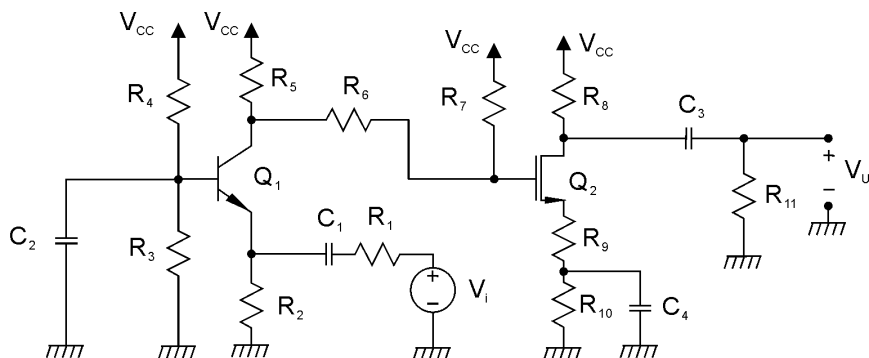 V_CC V_CC
V_CC V_CC
R_4 R_5 R_6 R_7 R_8
C_3
Q_1 Q_2 R_11 + V_U −
C_2 R_3 C_1 R_1 R_9
R_2 + − V_i R_10 C_4